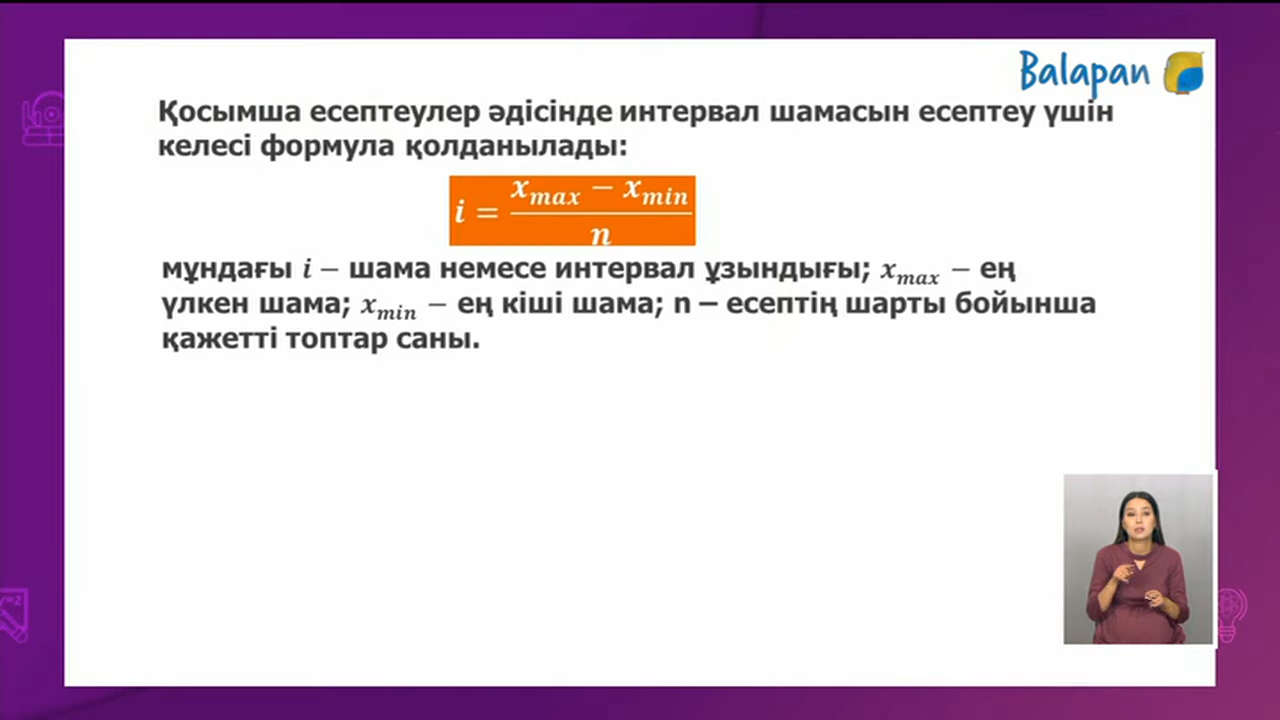 Balapan
Қосымша есептеулер әдісінде интервал шамасын есептеу үшін
келесі формула қолданылады:
i = (x_max − x_min) / n
мұндағы i − шама немесе интервал ұзындығы; x_max − ең
үлкен шама; x_min − ең кіші шама; n – есептің шарты бойынша
қажетті топтар саны.